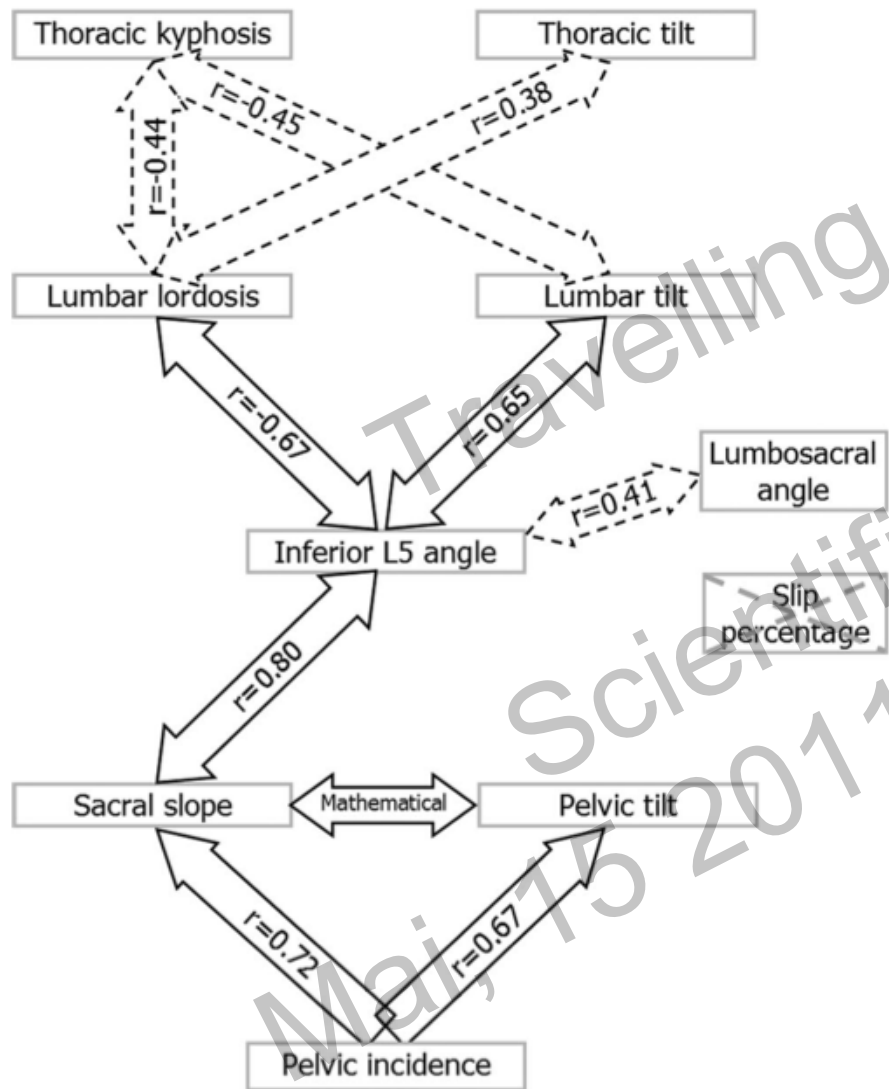 Thoracic kyphosis
Thoracic tilt
r=-0.45
r=0.38
r=-0.44
Lumbar lordosis
Lumbar tilt
r=-0.67
r=0.65
Lumbosacral
angle
r=0.41
Inferior L5 angle
Slip
percentage
r=0.80
Sacral slope
Mathematical
Pelvic tilt
r=0.72
r=0.67
Pelvic incidence
Travelling
Scientifi
Mai, 15 2011